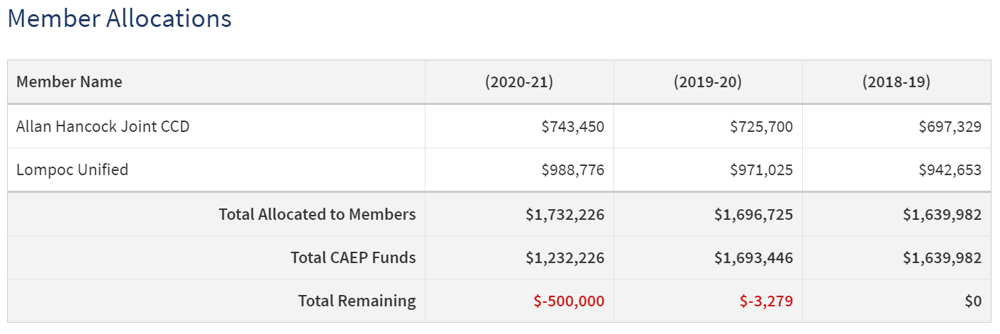 Member Allocations
Member Name (2020-21) (2019-20) (2018-19)
Allan Hancock Joint CCD $743,450 $725,700 $697,329
Lompoc Unified $988,776 $971,025 $942,653
Total Allocated to Members $1,732,226 $1,696,725 $1,639,982
Total CAEP Funds $1,232,226 $1,693,446 $1,639,982
Total Remaining $-500,000 $-3,279 $0